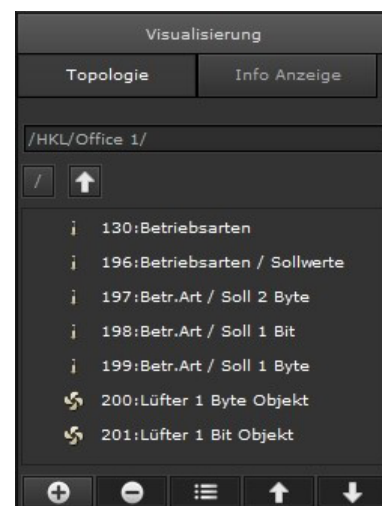 Visualisierung
Topologie
Info Anzeige
/HKL/Office 1/
/
130:Betriebsarten
196:Betriebsarten / Sollwerte
197:Betr.Art / Soll 2 Byte
198:Betr.Art / Soll 1 Bit
199:Betr.Art / Soll 1 Byte
200:Lüfter 1 Byte Objekt
201:Lüfter 1 Bit Objekt